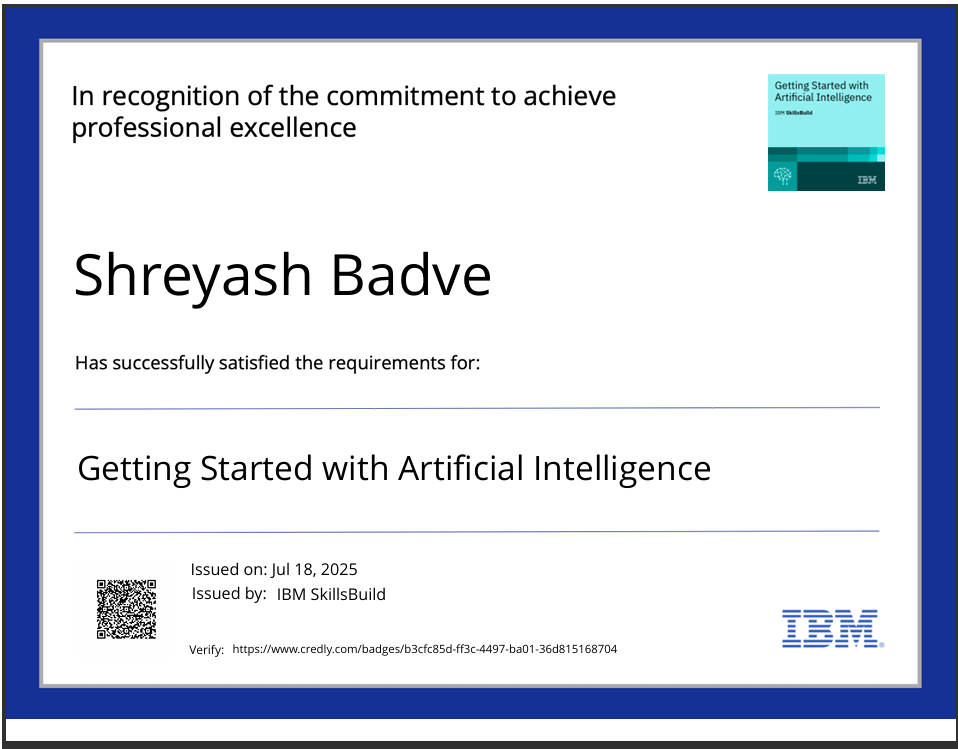 In recognition of the commitment to achieve
professional excellence
Getting Started with
Artificial Intelligence
IBM SkillsBuild
IBM
Shreyash Badve
Has successfully satisfied the requirements for:
Getting Started with Artificial Intelligence
Issued on: Jul 18, 2025
Issued by: IBM SkillsBuild
Verify: https://www.credly.com/badges/b3cfc85d-ff3c-4497-ba01-36d815168704
IBM®